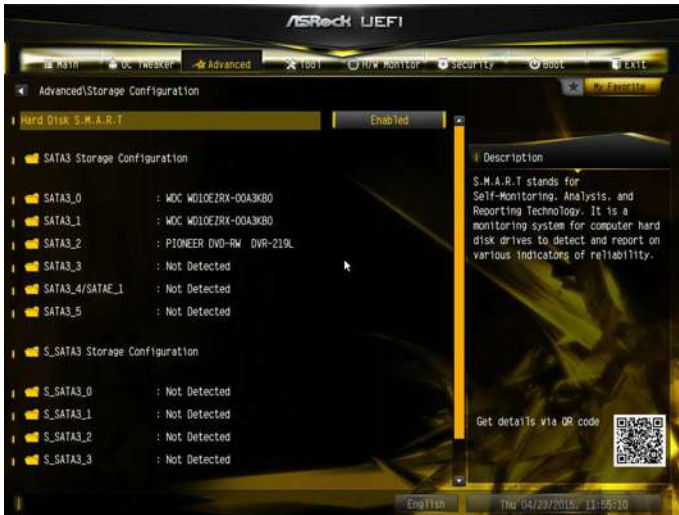 ASRock UEFI
Main OC Tweaker Advanced Tool H/W Monitor Security Boot Exit
Advanced\Storage Configuration
My Favorite
Hard Disk S.M.A.R.T Enabled
SATA3 Storage Configuration
SATA3_0 : WDC WD10EZRX-00A3KB0
SATA3_1 : WDC WD10EZRX-00A3KB0
SATA3_2 : PIONEER DVD-RW DVR-219L
SATA3_3 : Not Detected
SATA3_4/SATAE_1 : Not Detected
SATA3_5 : Not Detected
S_SATA3 Storage Configuration
S_SATA3_0 : Not Detected
S_SATA3_1 : Not Detected
S_SATA3_2 : Not Detected
S_SATA3_3 : Not Detected
Description
S.M.A.R.T stands for
Self-Monitoring, Analysis, and
Reporting Technology. It is a
monitoring system for computer hard
disk drives to detect and report on
various indicators of reliability.
Get details via QR code
English
Thu 04/23/2015, 11:55:10